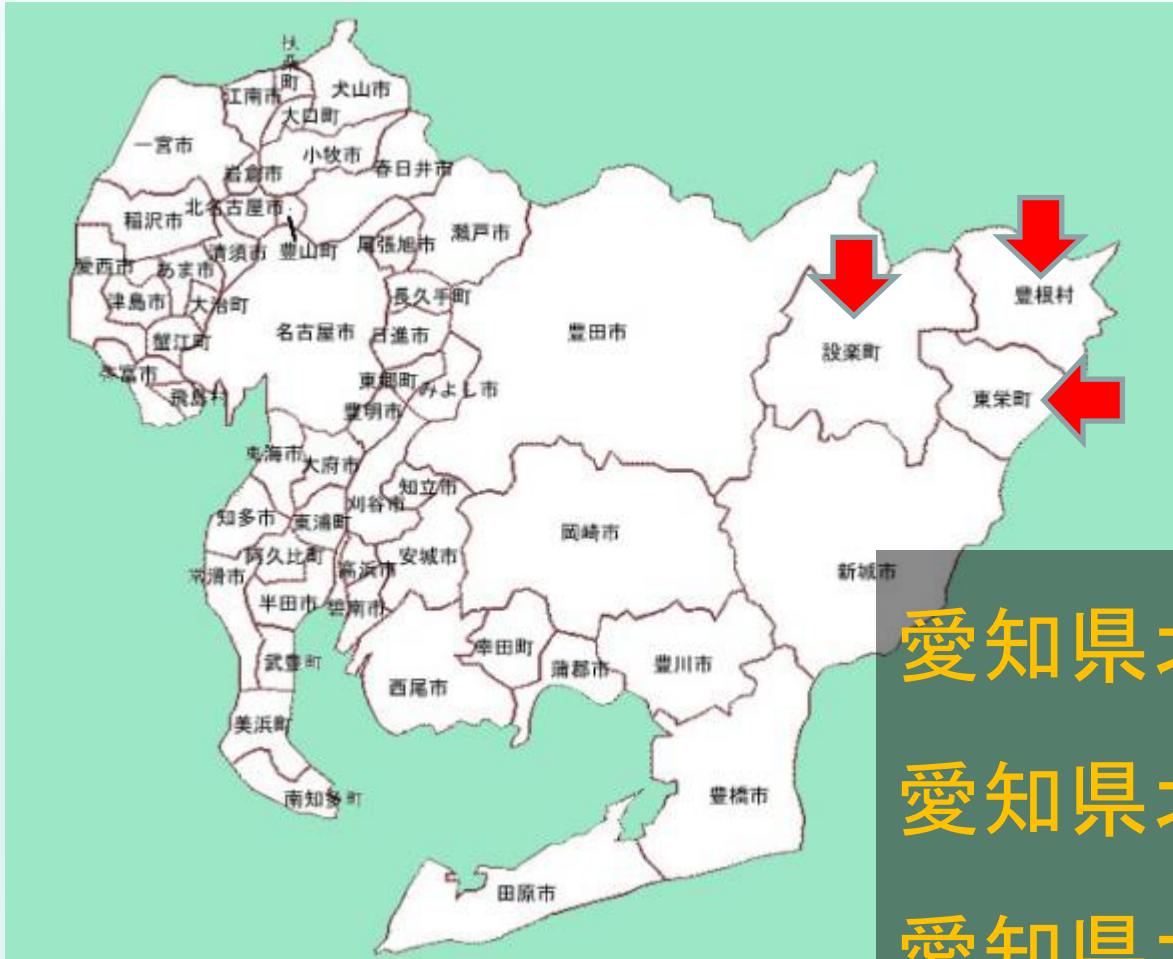 扶桑町
江南市
犬山市
大口町
一宮市
小牧市
春日井市
岩倉市
稲沢市
北名古屋市
瀬戸市
尾張旭市
清須市
豊山町
愛西市
あま市
津島市
大治町
長久手町
豊根村
蟹江町
名古屋市
日進市
豊田市
設楽町
弥富市
飛島村
東郷町
みよし市
東栄町
豊明市
東海市
大府市
知立市
刈谷市
知多市
東浦町
岡崎市
阿久比町
高浜市
安城市
常滑市
新城市
半田市
碧南市
幸田町
武豊町
蒲郡市
豊川市
西尾市
美浜町
南知多町
豊橋市
田原市
愛知県
愛知県
愛知県